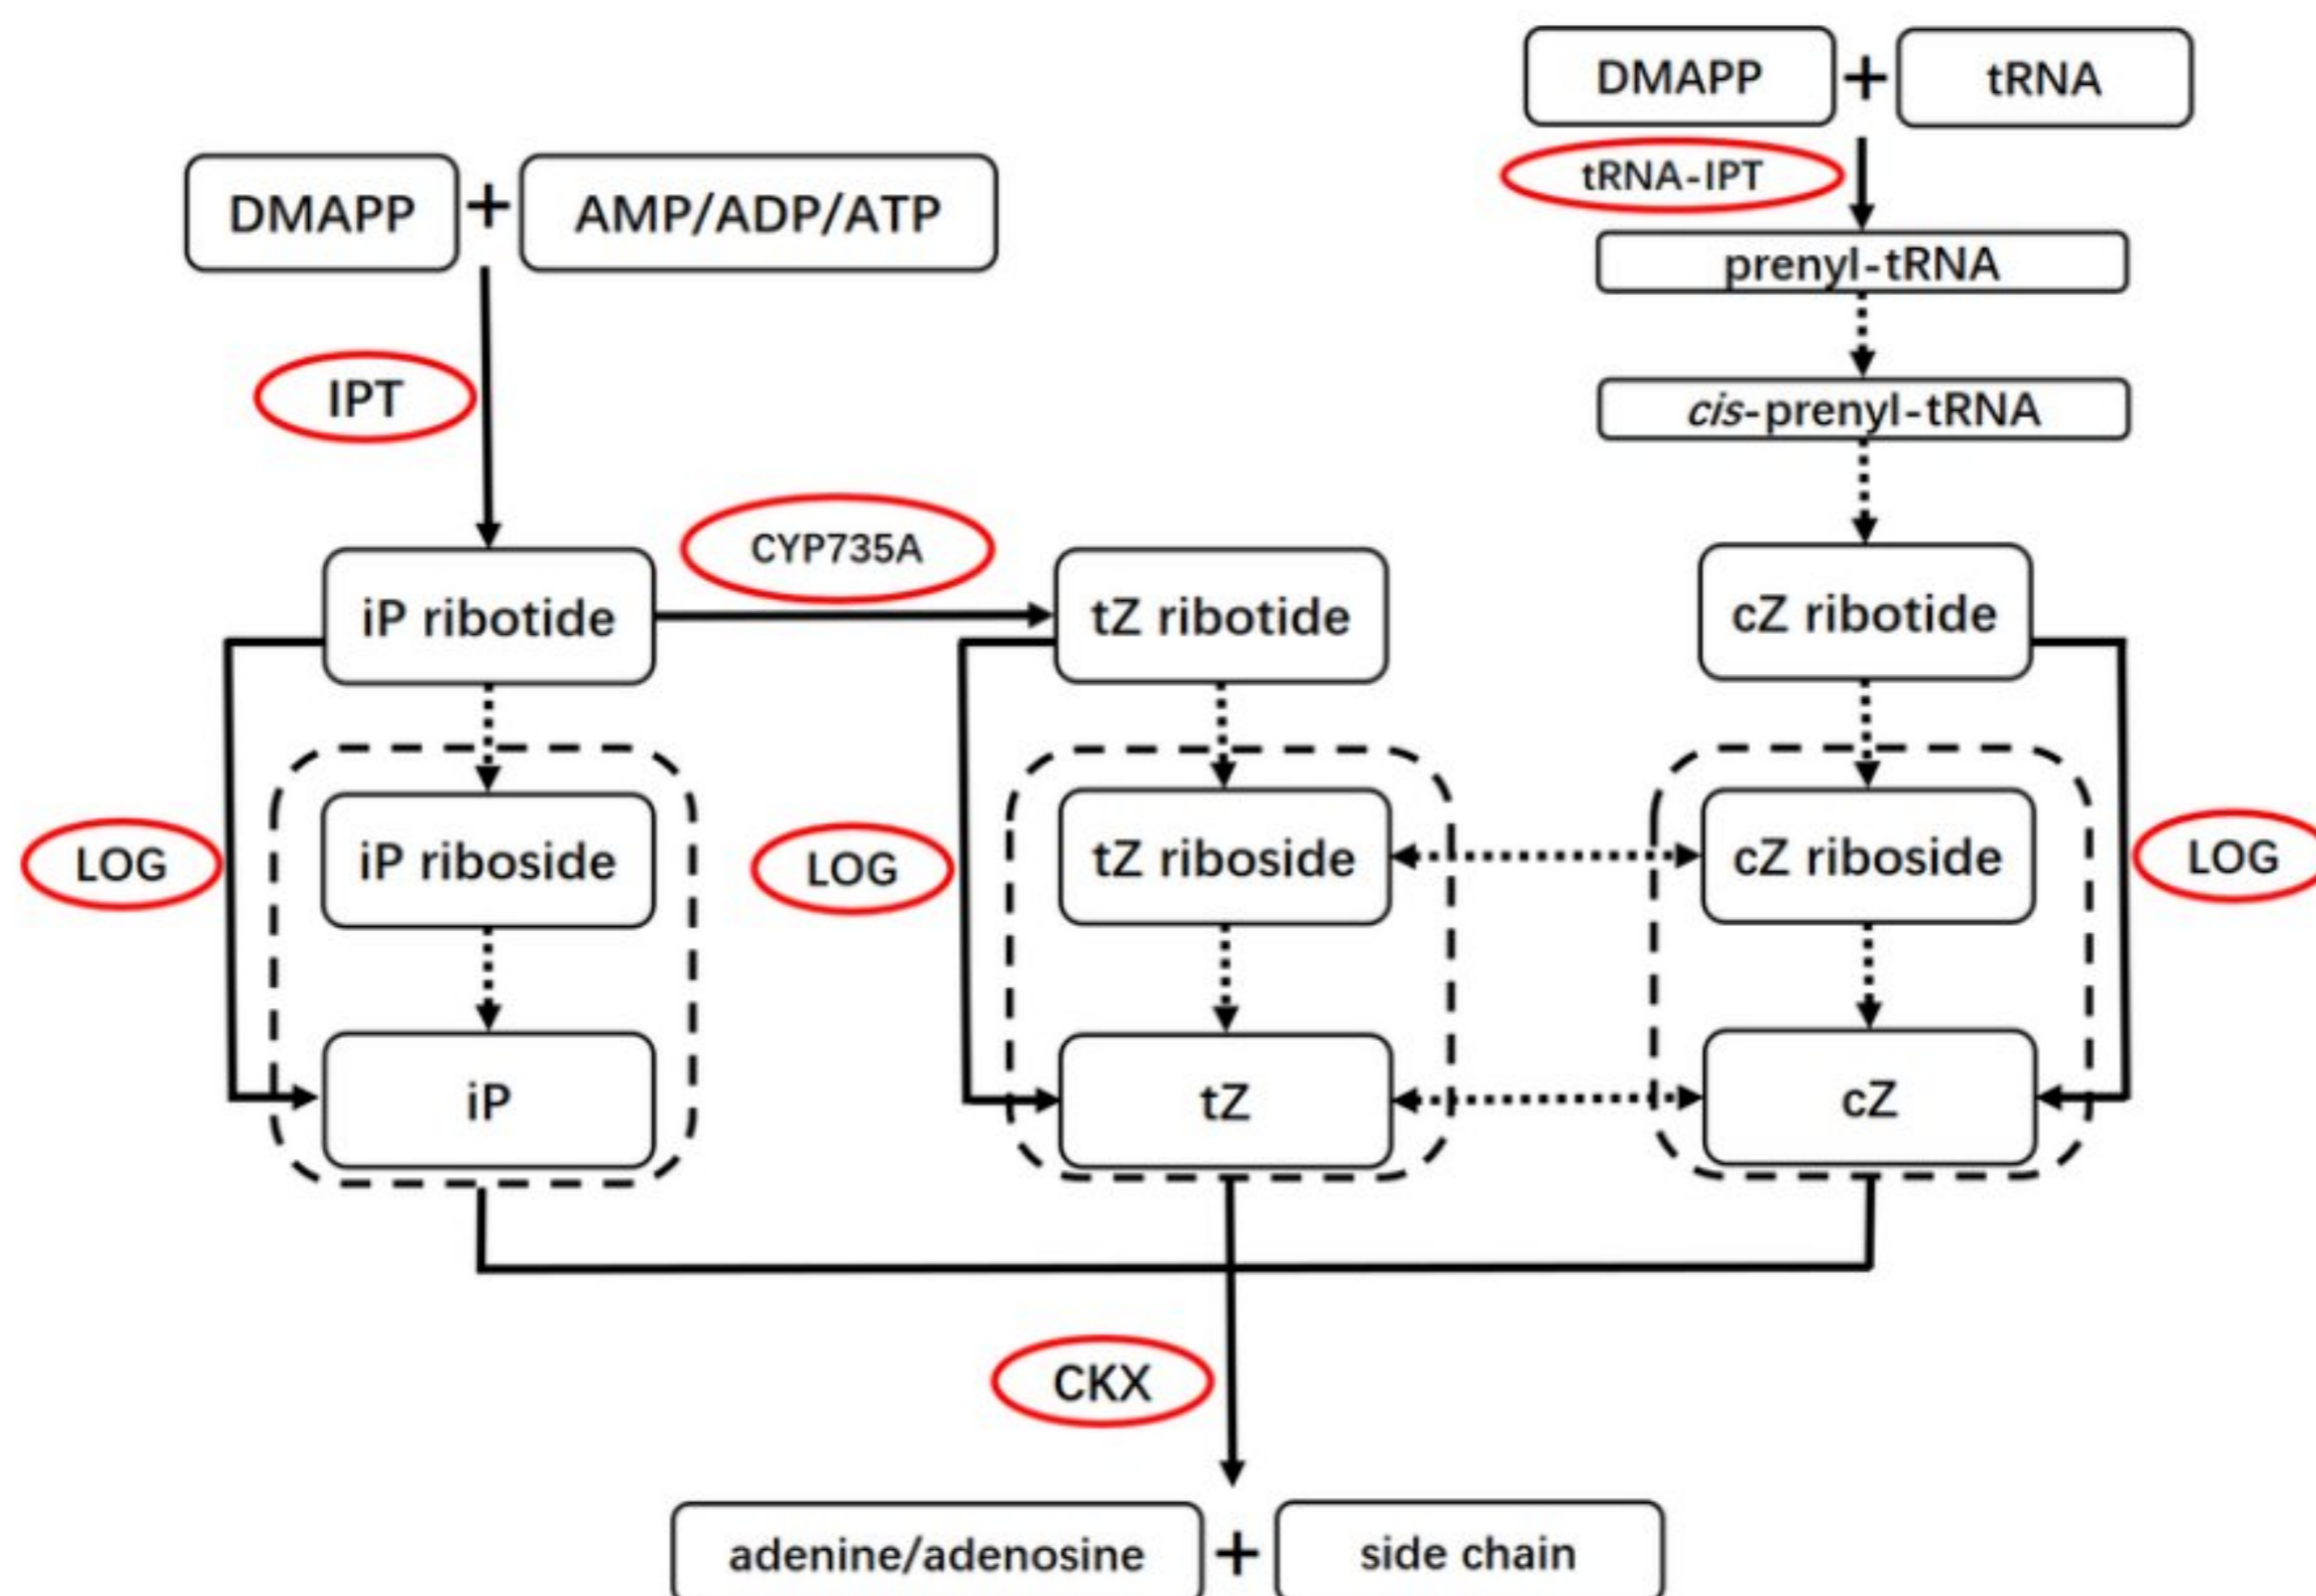 DMAPP + tRNA
tRNA-IPT
DMAPP + AMP/ADP/ATP
prenyl-tRNA
IPT
cis-prenyl-tRNA
CYP735A
iP ribotide
tZ ribotide
cZ ribotide
LOG
iP riboside
LOG
tZ riboside
cZ riboside
LOG
iP
tZ
cZ
CKX
adenine/adenosine + side chain